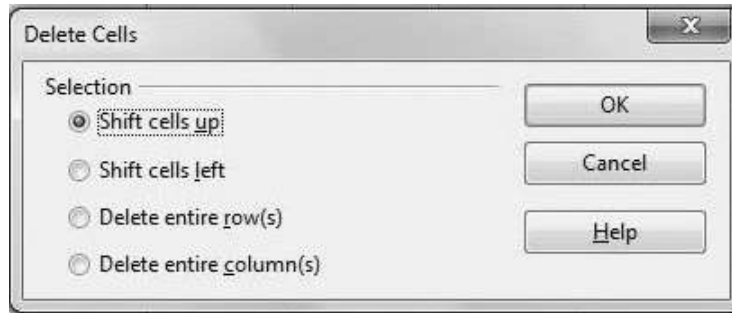 Delete Cells
Selection
Shift cells up
Shift cells left
Delete entire row(s)
Delete entire column(s)
OK
Cancel
Help